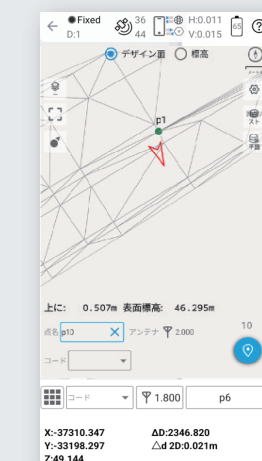 Fixed 36 H:0.011 65
D:1 44 V:0.015
デザイン面 標高
p1
上に: 0.507m 表面標高: 46.295m
点名 p10 アンテナ 2.000 10
コード
コード 1.800 p6
X:-37310.347 ΔD:2346.820
Y:-33198.297 △d 2D:0.021m
Z:49.144